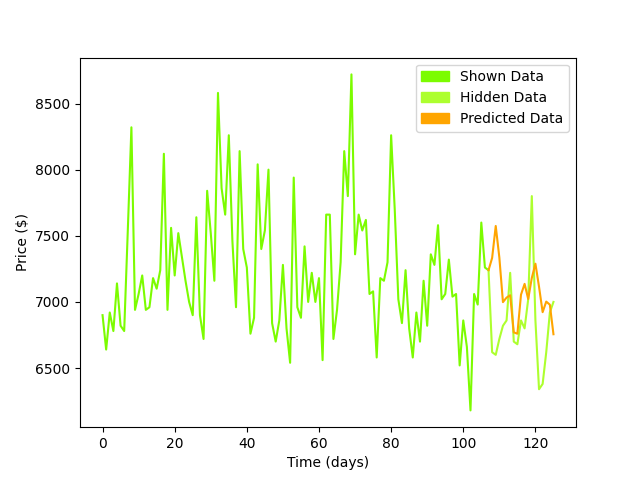 Shown Data
Hidden Data
Predicted Data
8500
8000
7500
7000
6500
Price ($)
0 20 40 60 80 100 120
Time (days)